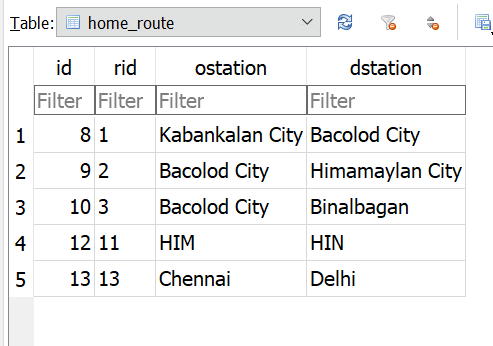 Table: home_route
id rid ostation dstation
Filter Filter Filter Filter
1 8 1 Kabankalan City Bacolod City
2 9 2 Bacolod City Himamaylan City
3 10 3 Bacolod City Binalbagan
4 12 11 HIM HIN
5 13 13 Chennai Delhi